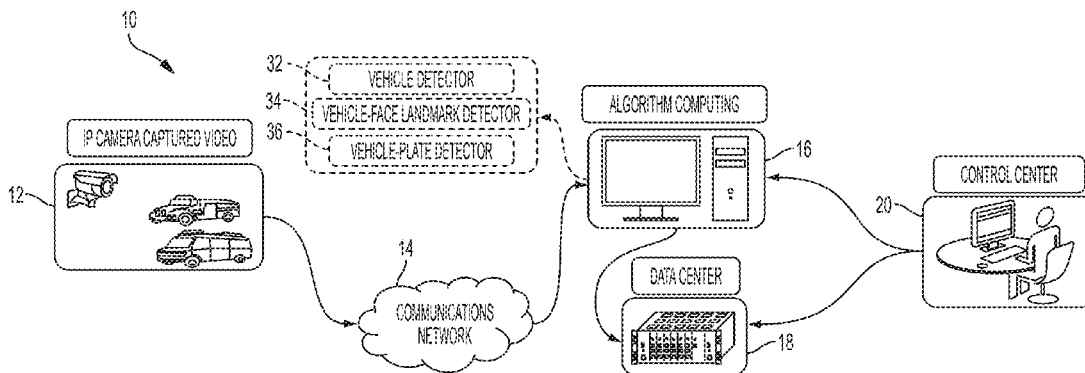 10
32
VEHICLE DETECTOR
34
VEHICLE-FACE LANDMARK DETECTOR
36
VEHICLE-PLATE DETECTOR
IP CAMERA CAPTURED VIDEO
12
14
COMMUNICATIONS
NETWORK
ALGORITHM COMPUTING
16
DATA CENTER
18
CONTROL CENTER
20